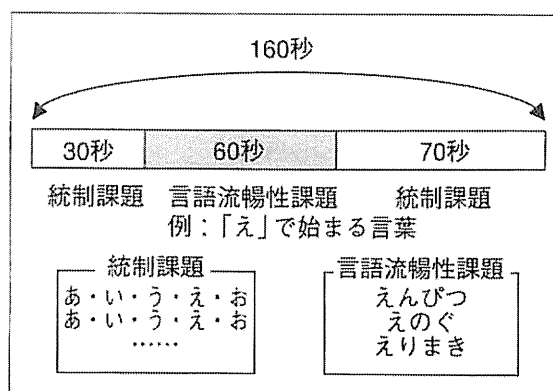 160秒
30秒 60秒 70秒
統制課題 言語流暢性課題 統制課題
例:「え」で始まる言葉
統制課題
あ・い・う・え・お
あ・い・う・え・お
……
言語流暢性課題
えんぴつ
えのぐ
えりまき